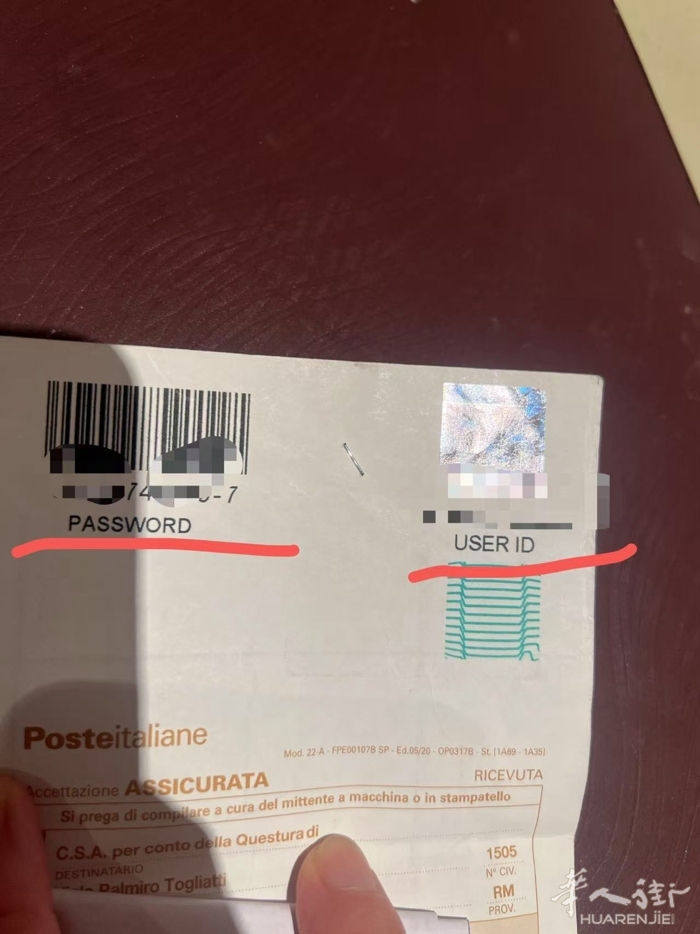 PASSWORD
USER ID
Posteitaliane
Mod. 22-A - FPE00107B SP - Ed.05/20 - OP0317B - St. [1A89 - 1A35]
Accettazione ASSICURATA
RICEVUTA
Si prega di compilare a cura del mittente a macchina o in stampatello
C.S.A. per conto della Questura di
1505
DESTINATARIO
N° CIV.
Palmiro Togliatti
RM
PROV.
華人街
HUARENJIE